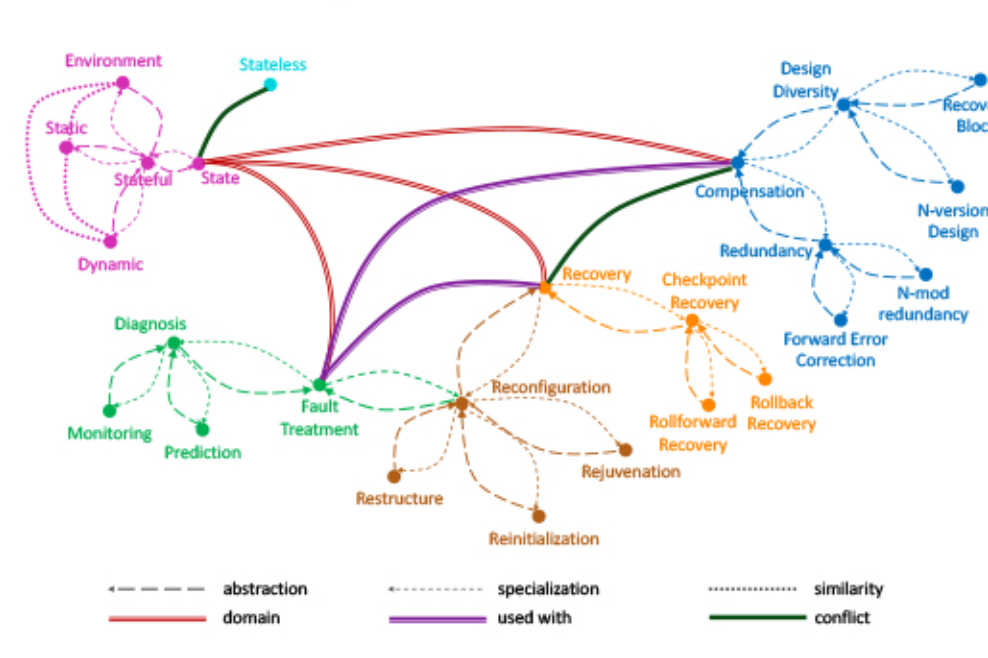 Environment
Stateless
Static
Stateful
State
Dynamic
Design
Diversity
Compensation
N-version
Design
Redundancy
N-mod
redundancy
Forward Error
Correction
Recovery
Checkpoint
Recovery
Rollforward
Recovery
Rollback
Recovery
Diagnosis
Monitoring
Prediction
Fault
Treatment
Reconfiguration
Restructure
Rejuvenation
Reinitialization
abstraction
specialization
similarity
domain
used with
conflict